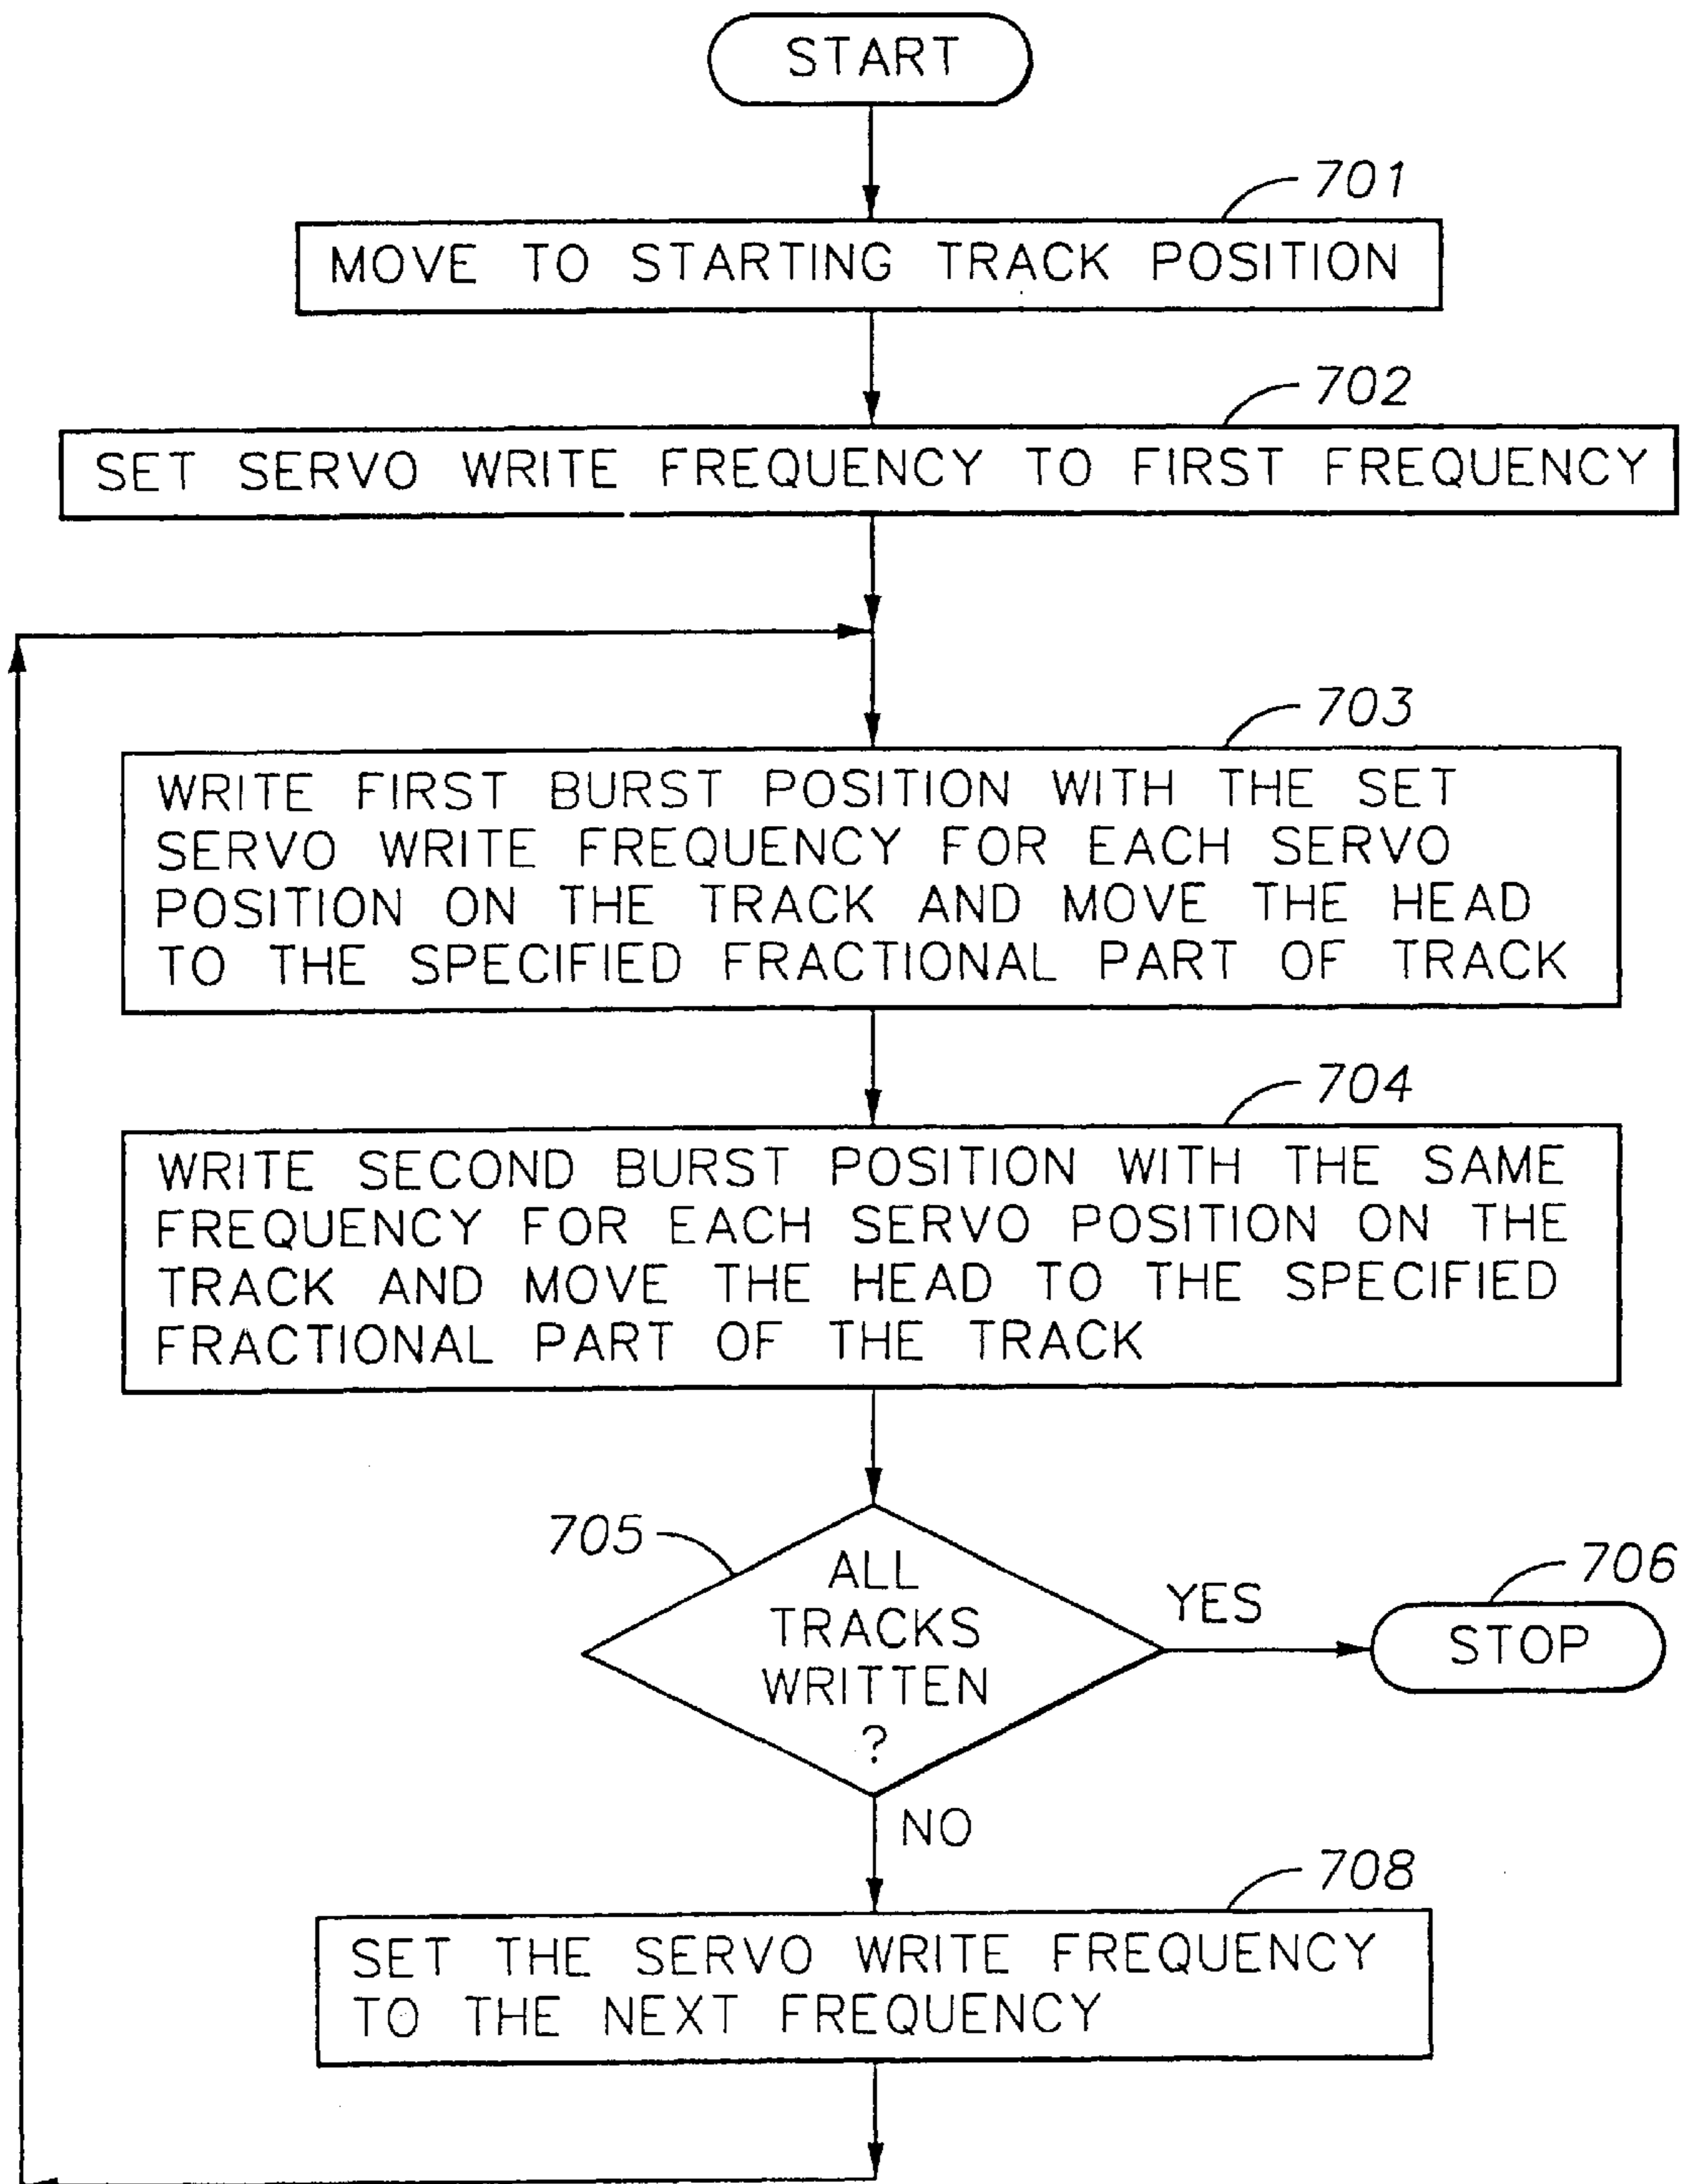 START
701
MOVE TO STARTING TRACK POSITION
702
SET SERVO WRITE FREQUENCY TO FIRST FREQUENCY
703
WRITE FIRST BURST POSITION WITH THE SET
SERVO WRITE FREQUENCY FOR EACH SERVO
POSITION ON THE TRACK AND MOVE THE HEAD
TO THE SPECIFIED FRACTIONAL PART OF TRACK
704
WRITE SECOND BURST POSITION WITH THE SAME
FREQUENCY FOR EACH SERVO POSITION ON THE
TRACK AND MOVE THE HEAD TO THE SPECIFIED
FRACTIONAL PART OF THE TRACK
705
ALL
TRACKS
WRITTEN
?
YES
706
STOP
NO
708
SET THE SERVO WRITE FREQUENCY
TO THE NEXT FREQUENCY